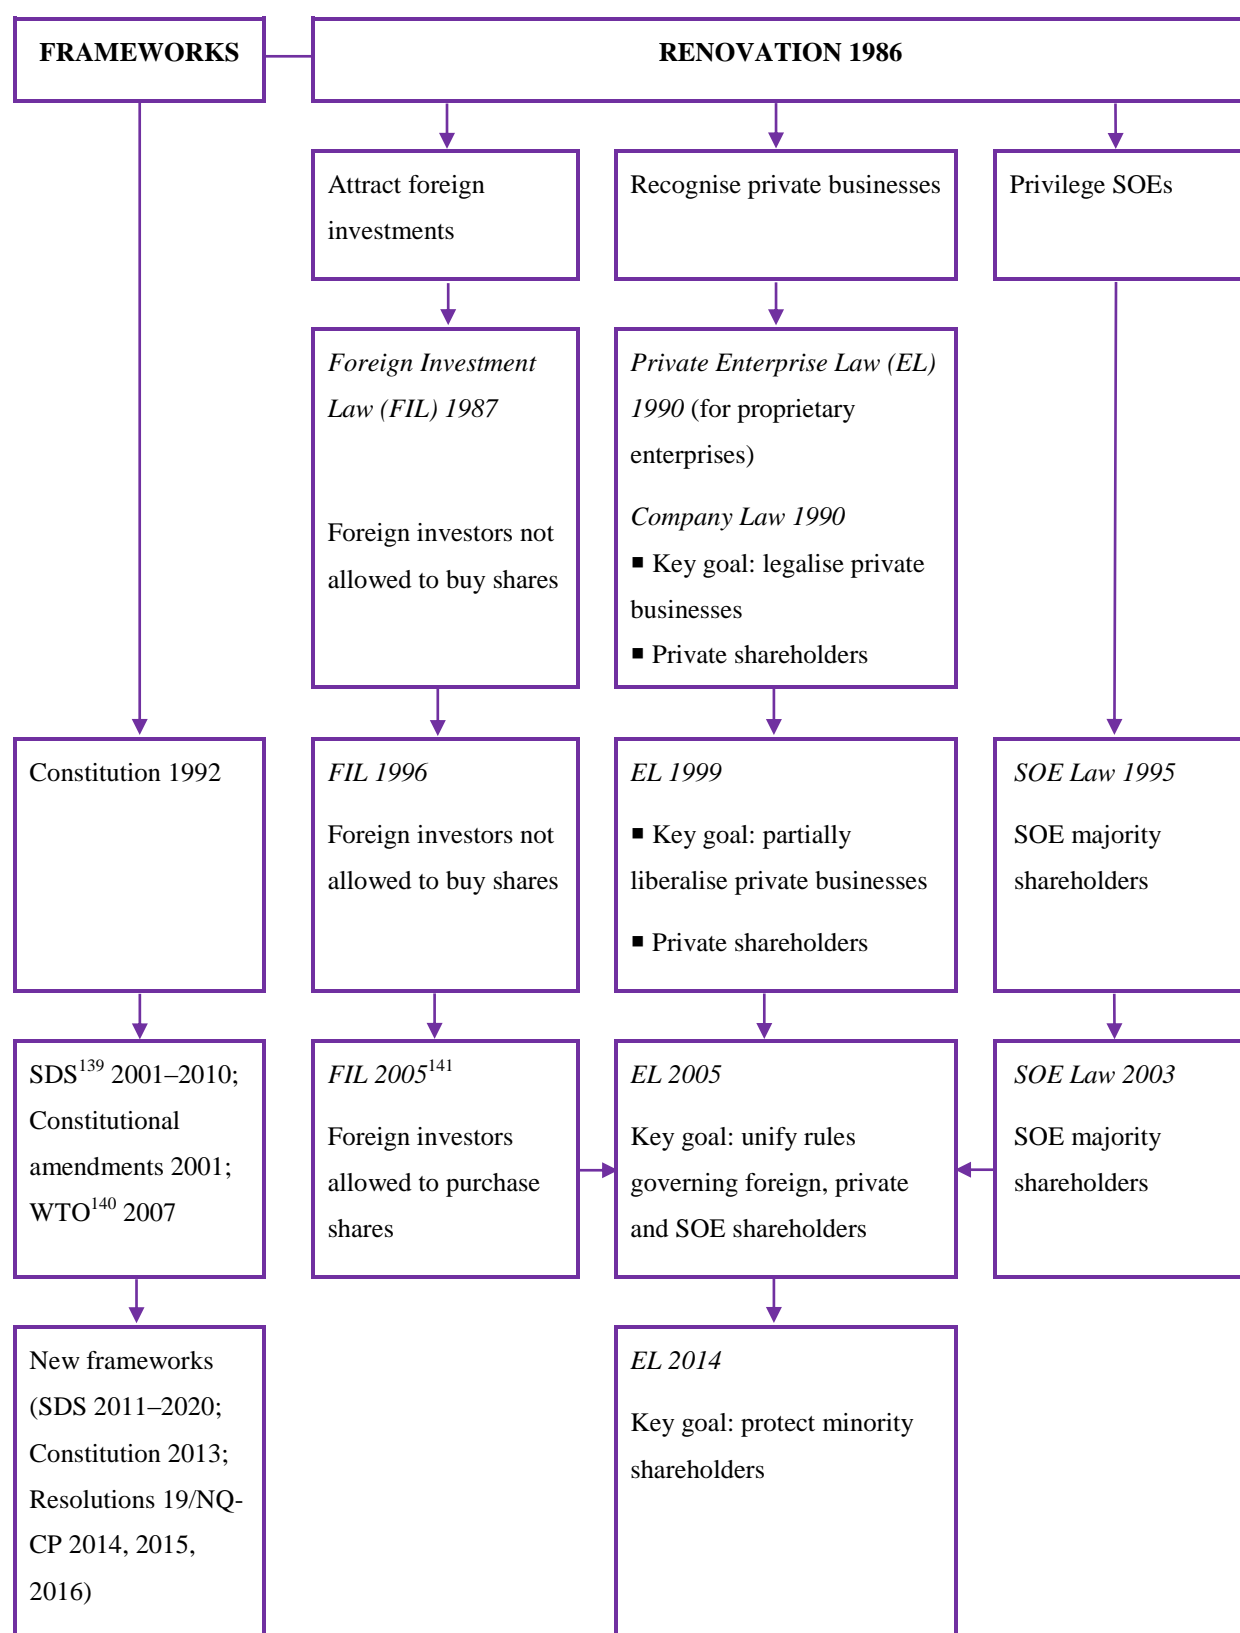 FRAMEWORKS
RENOVATION 1986
Attract foreign
investments
Recognise private businesses
Privilege SOEs
Foreign Investment
Law (FIL) 1987
Foreign investors not
allowed to buy shares
Private Enterprise Law (EL)
1990 (for proprietary
enterprises)
Company Law 1990
▪ Key goal: legalise private
businesses
▪ Private shareholders
Constitution 1992
FIL 1996
Foreign investors not
allowed to buy shares
EL 1999
▪ Key goal: partially
liberalise private businesses
▪ Private shareholders
SOE Law 1995
SOE majority
shareholders
SDS139 2001–2010;
Constitutional
amendments 2001;
WTO140 2007
FIL 2005141
Foreign investors
allowed to purchase
shares
EL 2005
Key goal: unify rules
governing foreign, private
and SOE shareholders
SOE Law 2003
SOE majority
shareholders
New frameworks
(SDS 2011–2020;
Constitution 2013;
Resolutions 19/NQ-
CP 2014, 2015,
2016)
EL 2014
Key goal: protect minority
shareholders